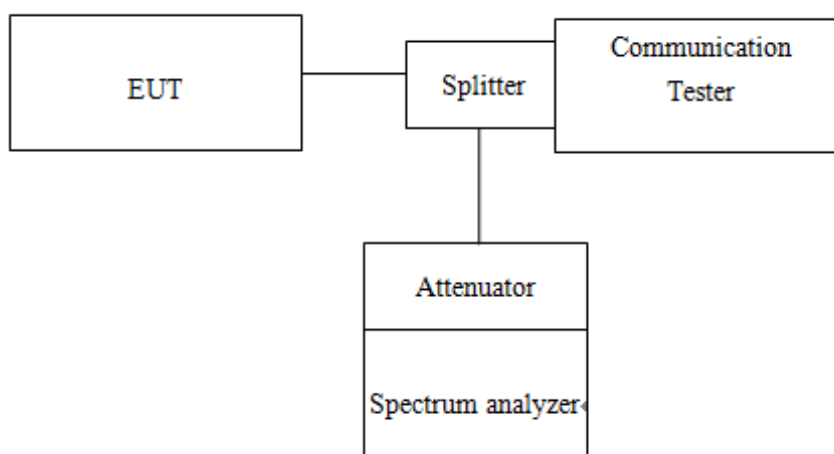 EUT
Splitter
Communication
Tester
Attenuator
Spectrum analyzer